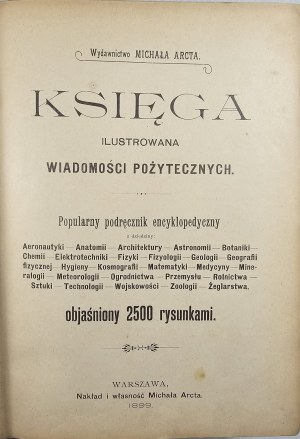 Wydawnictwo MICHAŁA ARCTA.
KSIĘGA
ILUSTROWANA
WIADOMOŚCI POŻYTECZNYCH.
Popularny podręcznik encyklopedyczny
z dziedziny:
Aeronautyki — Anatomii — Architektury — Astronomii — Botaniki —
Chemii — Elektrotechniki — Fizyki — Fizyologii — Geologii — Geografii
fizycznej — Hygieny — Kosmografii — Matematyki — Medycyny — Mine-
ralogii — Meteorologii — Ogrodnictwa — Przemysłu — Rolnictwa —
Sztuki — Technologii — Wojskowości — Zoologii — Żeglarstwa.
objaśniony 2500 rysunkami.
WARSZAWA,
Nakład i własność Michała Arcta.
1899.